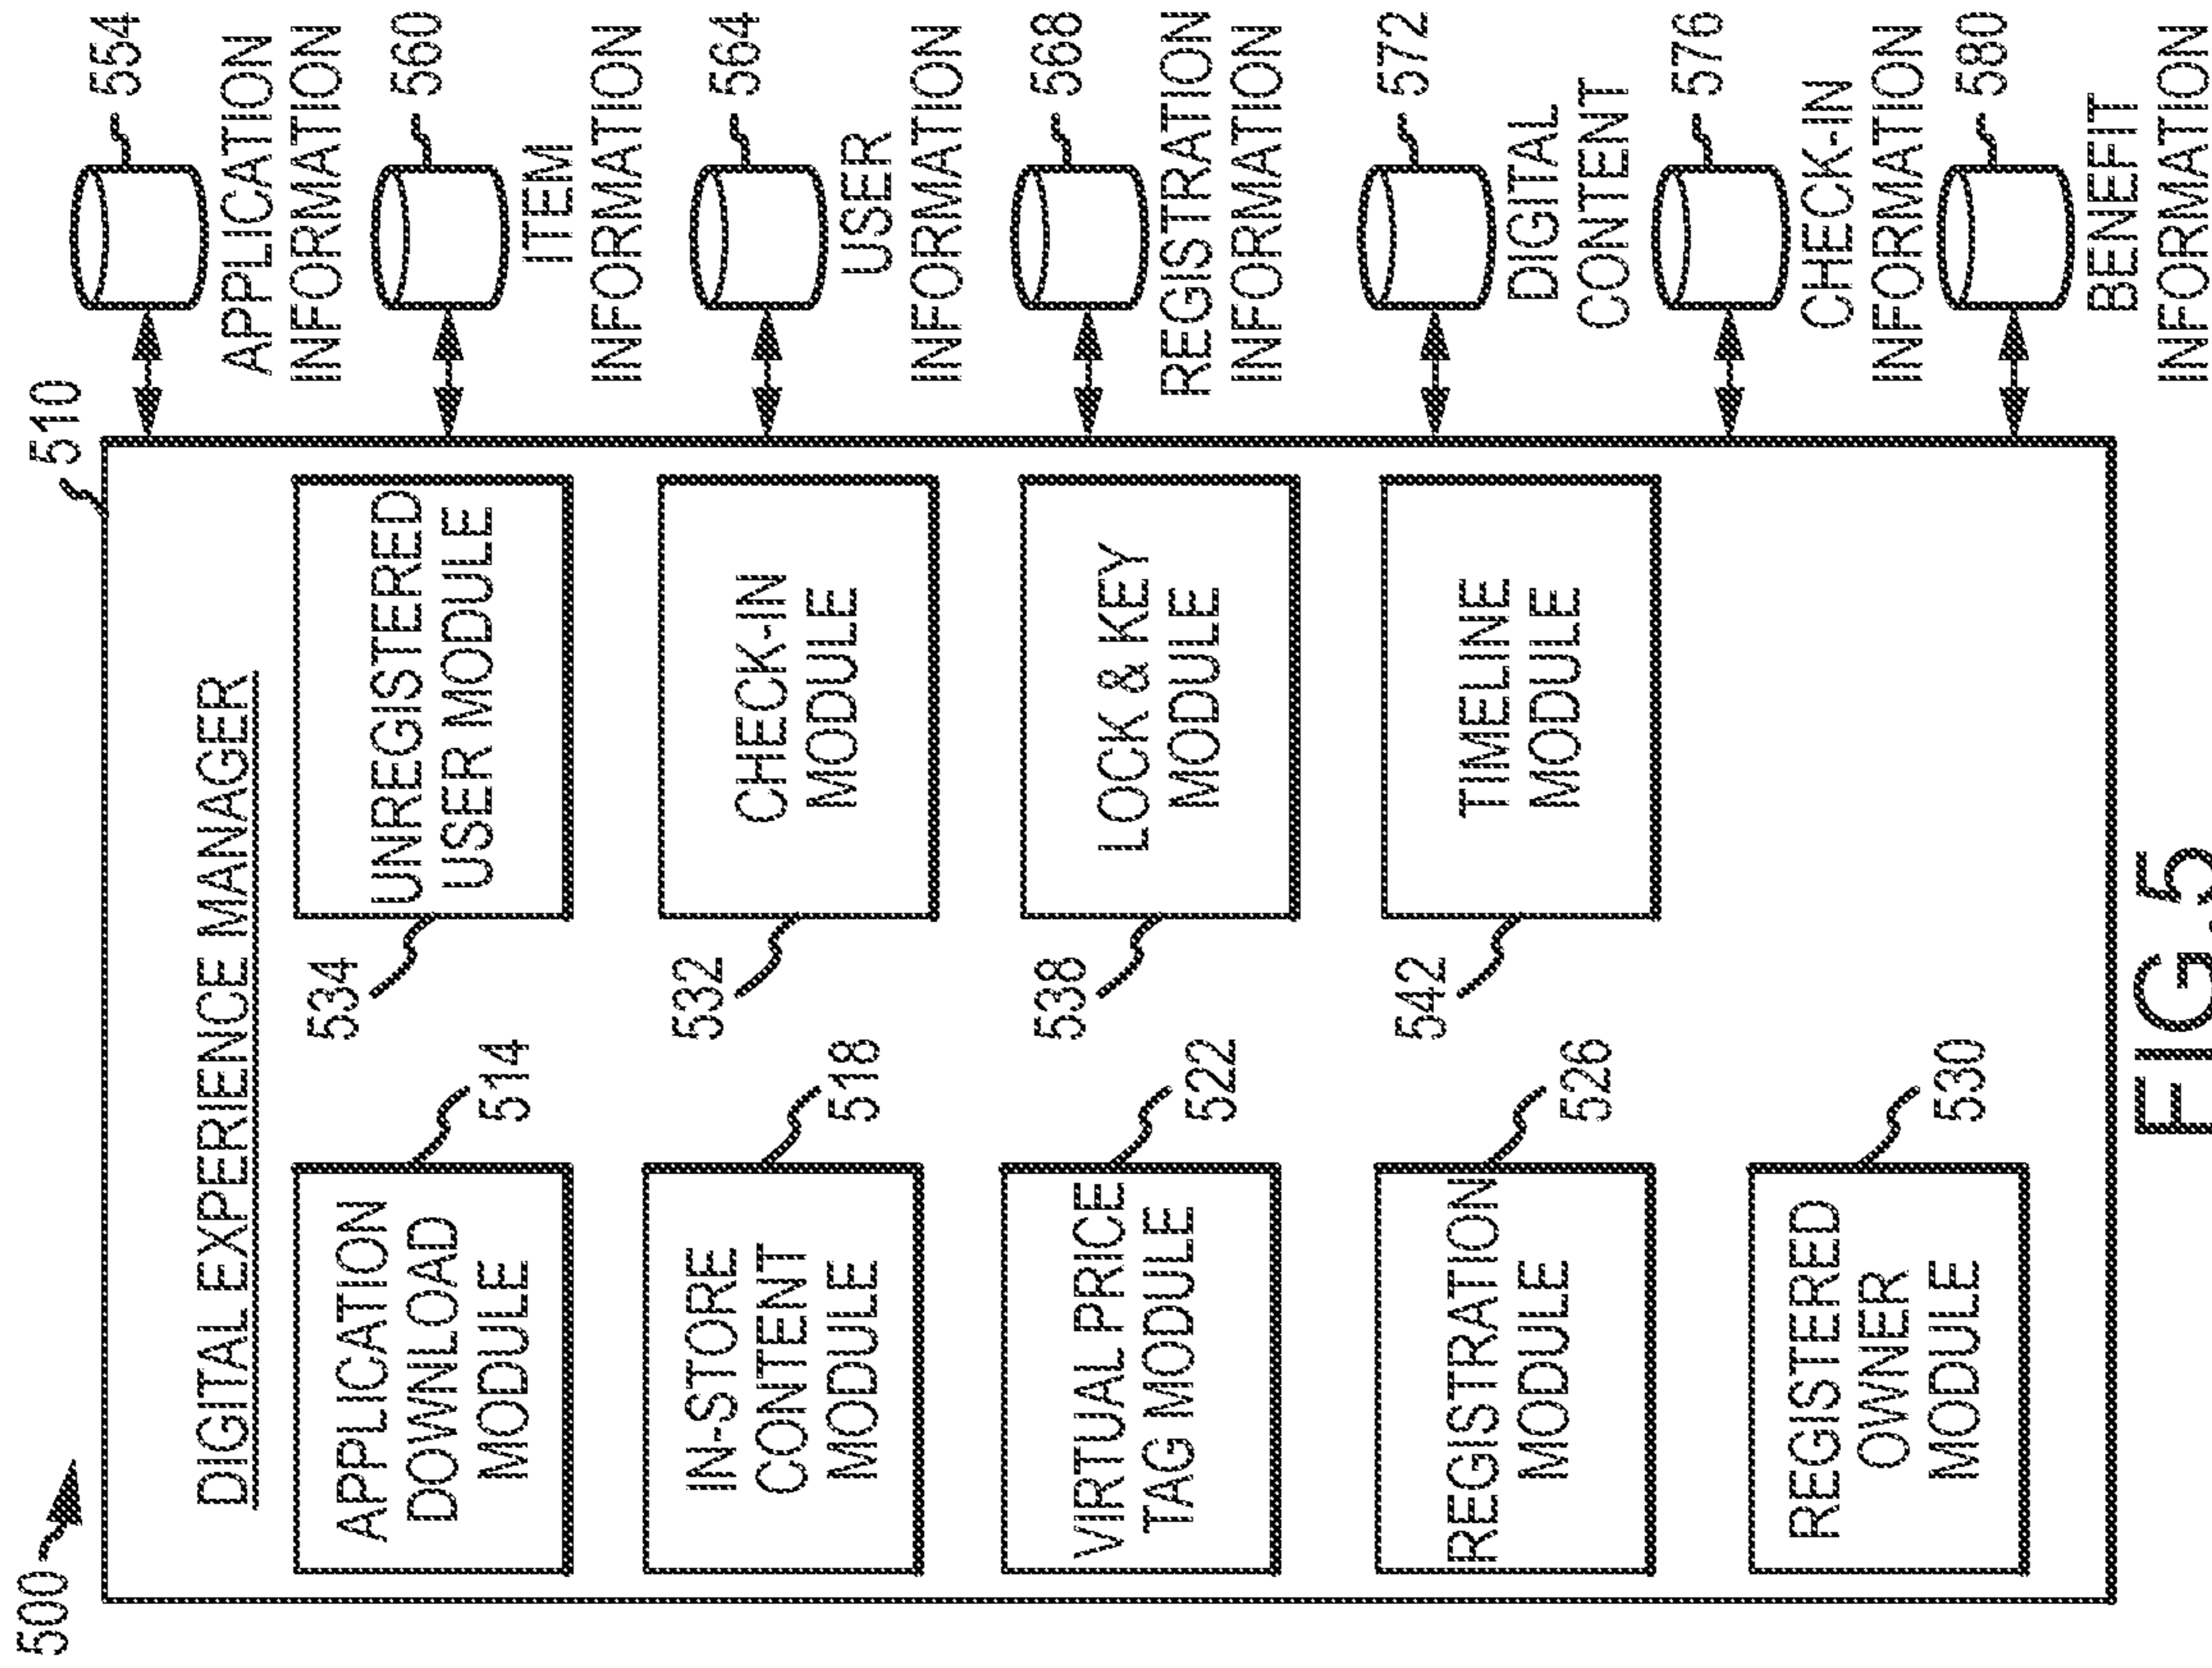 500
510
DIGITAL EXPERIENCE MANAGER
APPLICATION
DOWNLOAD
MODULE
514
IN-STORE
CONTENT
MODULE
518
VIRTUAL PRICE
TAG MODULE
522
REGISTRATION
MODULE
526
REGISTERED
OWNER
MODULE
530
534
UNREGISTERED
USER MODULE
532
CHECK-IN
MODULE
538
LOCK & KEY
MODULE
542
TIMELINE
MODULE
554
APPLICATION
INFORMATION
560
ITEM
INFORMATION
564
USER
INFORMATION
568
REGISTRATION
INFORMATION
572
DIGITAL
CONTENT
576
CHECK-IN
INFORMATION
580
BENEFIT
INFORMATION
FIG.5